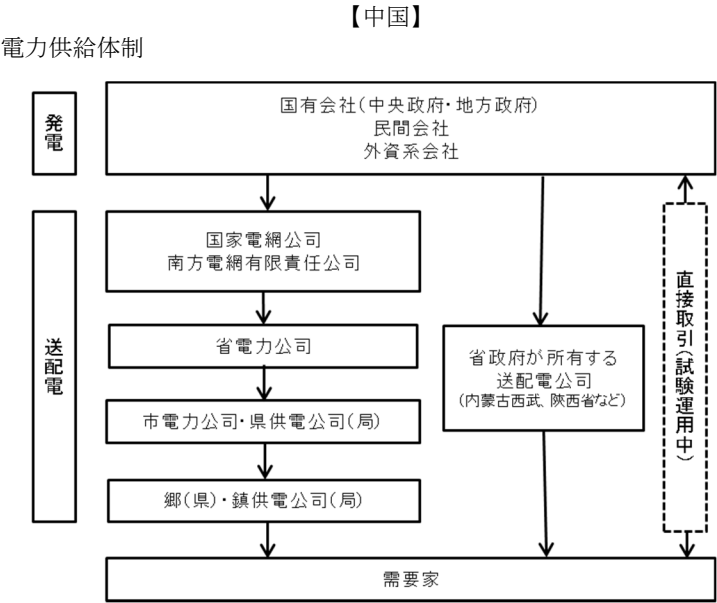 【中国】
電力供給体制
発電
国有会社(中央政府・地方政府)
民間会社
外資系会社
送配電
国家電網公司
南方電網有限責任公司
省電力公司
市電力公司・県供電公司(局)
郷(県)・鎮供電公司(局)
省政府が所有する
送配電公司
(内蒙古西武、陝西省など)
直接取引(試験運用中)
需要家